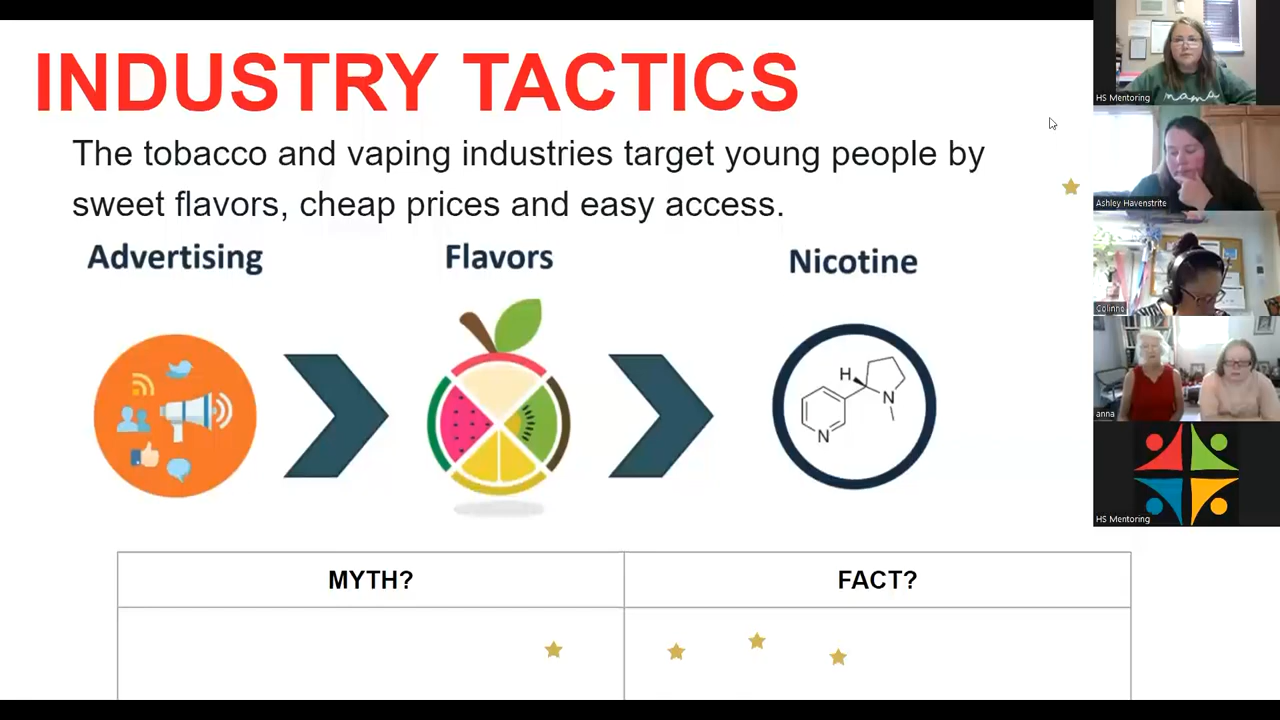 INDUSTRY TACTICS
The tobacco and vaping industries target young people by
sweet flavors, cheap prices and easy access.
Advertising
Flavors
Nicotine
H
N
N
MYTH?
FACT?
HS Mentoring
mama
Ashley Havenstrite
anna
HS Mentoring